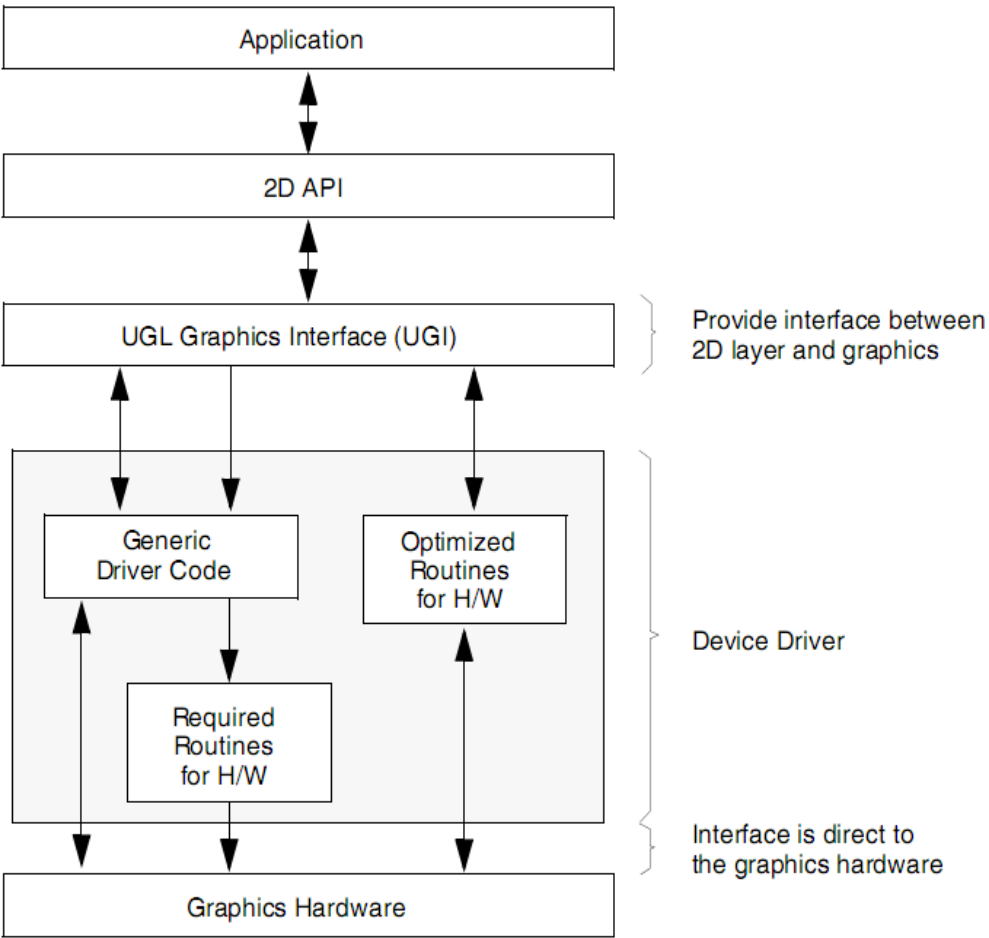 Application
2D API
UGL Graphics Interface (UGI)
Provide interface between
2D layer and graphics
Generic
Driver Code
Optimized
Routines
for H/W
Device Driver
Required
Routines
for H/W
Interface is direct to
the graphics hardware
Graphics Hardware